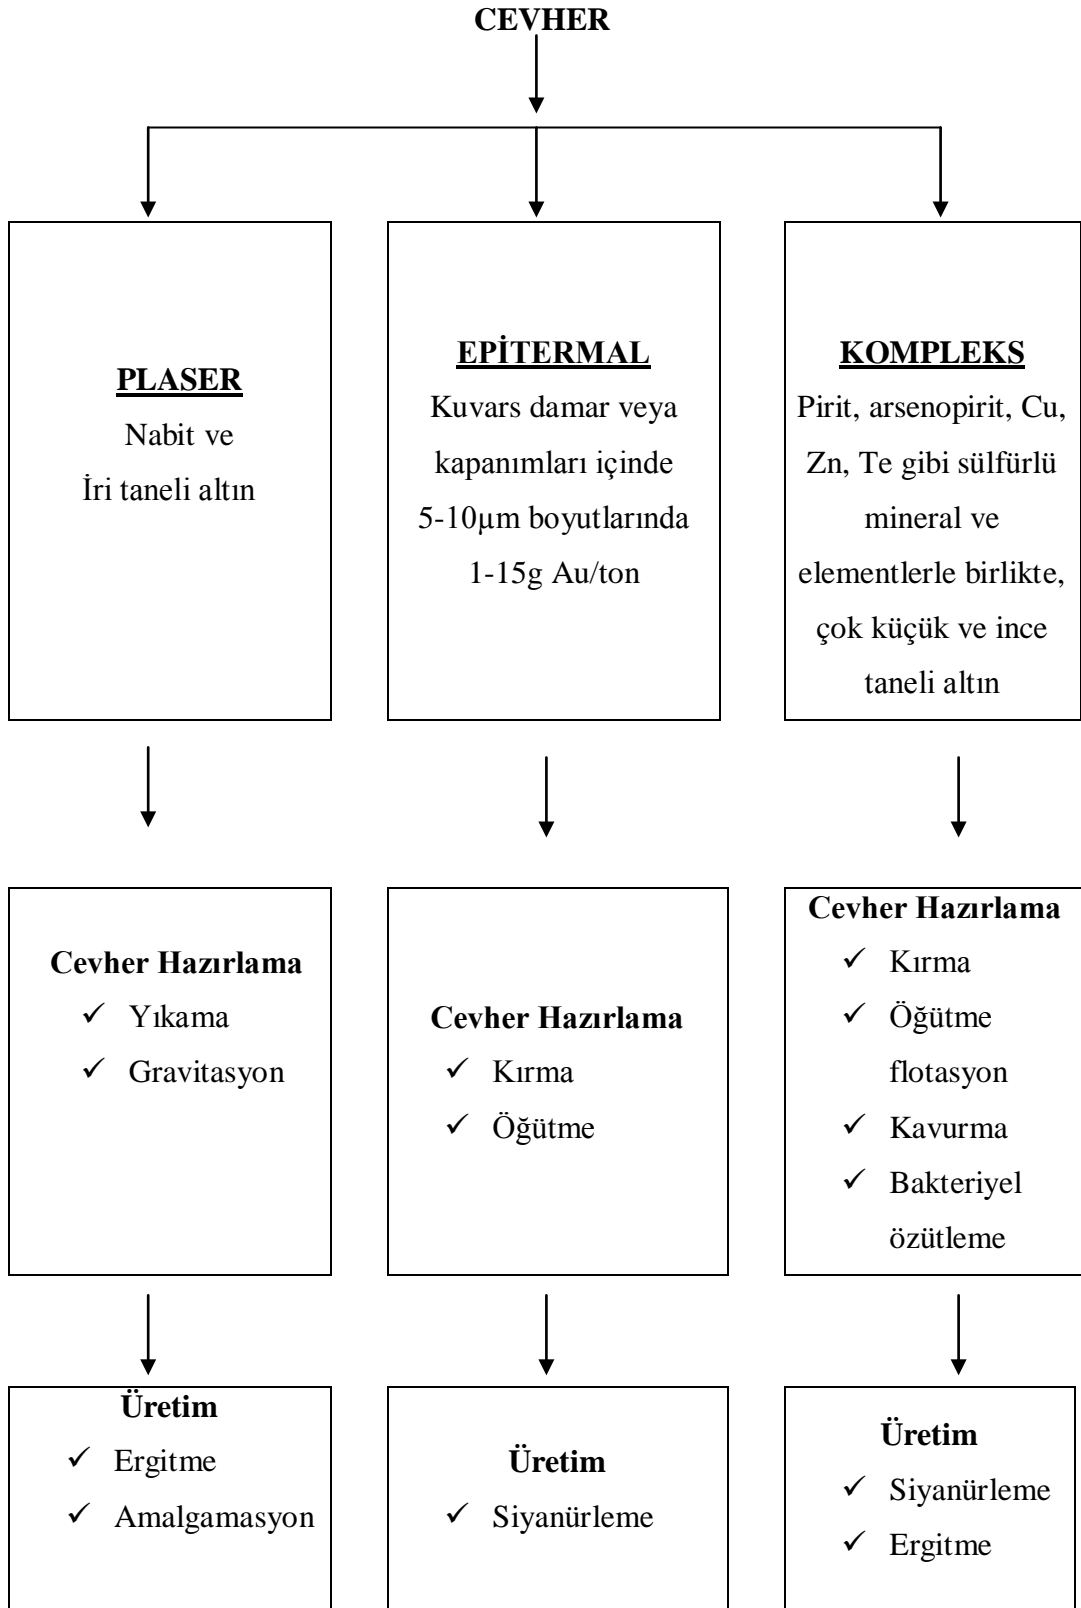 CEVHER
PLASER
Nabit ve
İri taneli altın
EPİTERMAL
Kuvars damar veya
kapanımları içinde
5-10µm boyutlarında
1-15g Au/ton
KOMPLEKS
Pirit, arsenopirit, Cu,
Zn, Te gibi sülfürlü
mineral ve
elementlerle birlikte,
çok küçük ve ince
taneli altın
Cevher Hazırlama
✓ Yıkama
✓ Gravitasyon
Cevher Hazırlama
✓ Kırma
✓ Öğütme
Cevher Hazırlama
✓ Kırma
✓ Öğütme
flotasyon
✓ Kavurma
✓ Bakteriyel
özütleme
Üretim
✓ Ergitme
✓ Amalgamasyon
Üretim
✓ Siyanürleme
Üretim
✓ Siyanürleme
✓ Ergitme